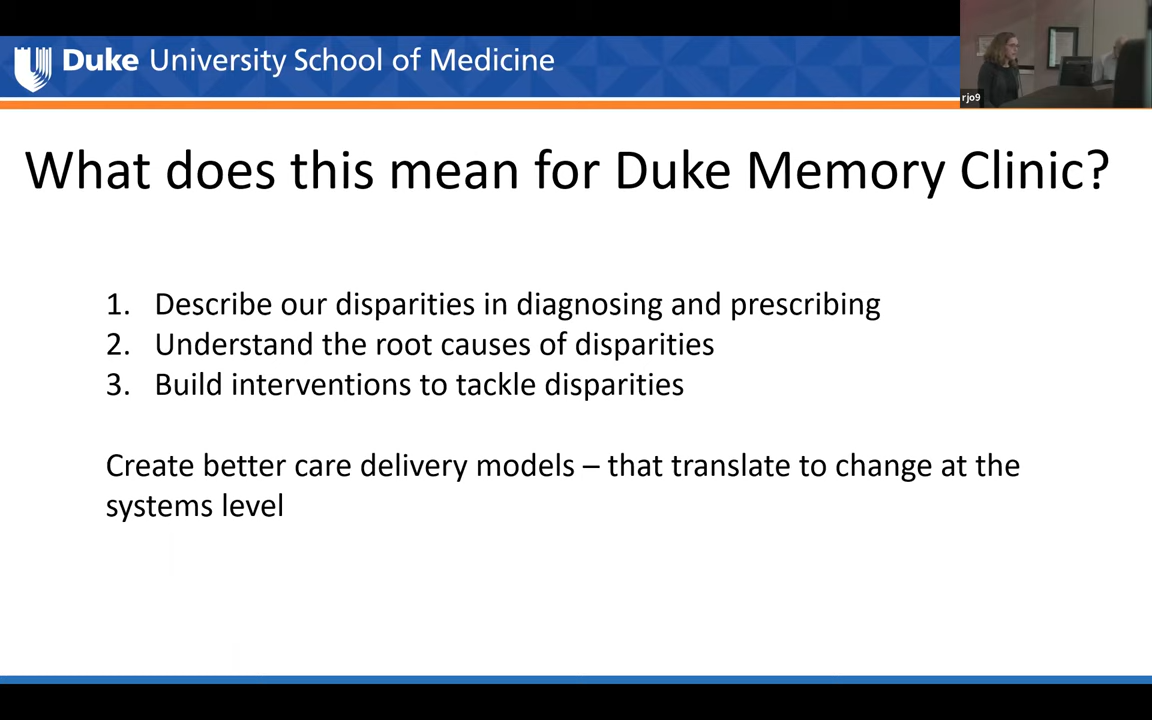 Duke University School of Medicine
rjo9
What does this mean for Duke Memory Clinic?
1. Describe our disparities in diagnosing and prescribing
2. Understand the root causes of disparities
3. Build interventions to tackle disparities
Create better care delivery models – that translate to change at the
systems level